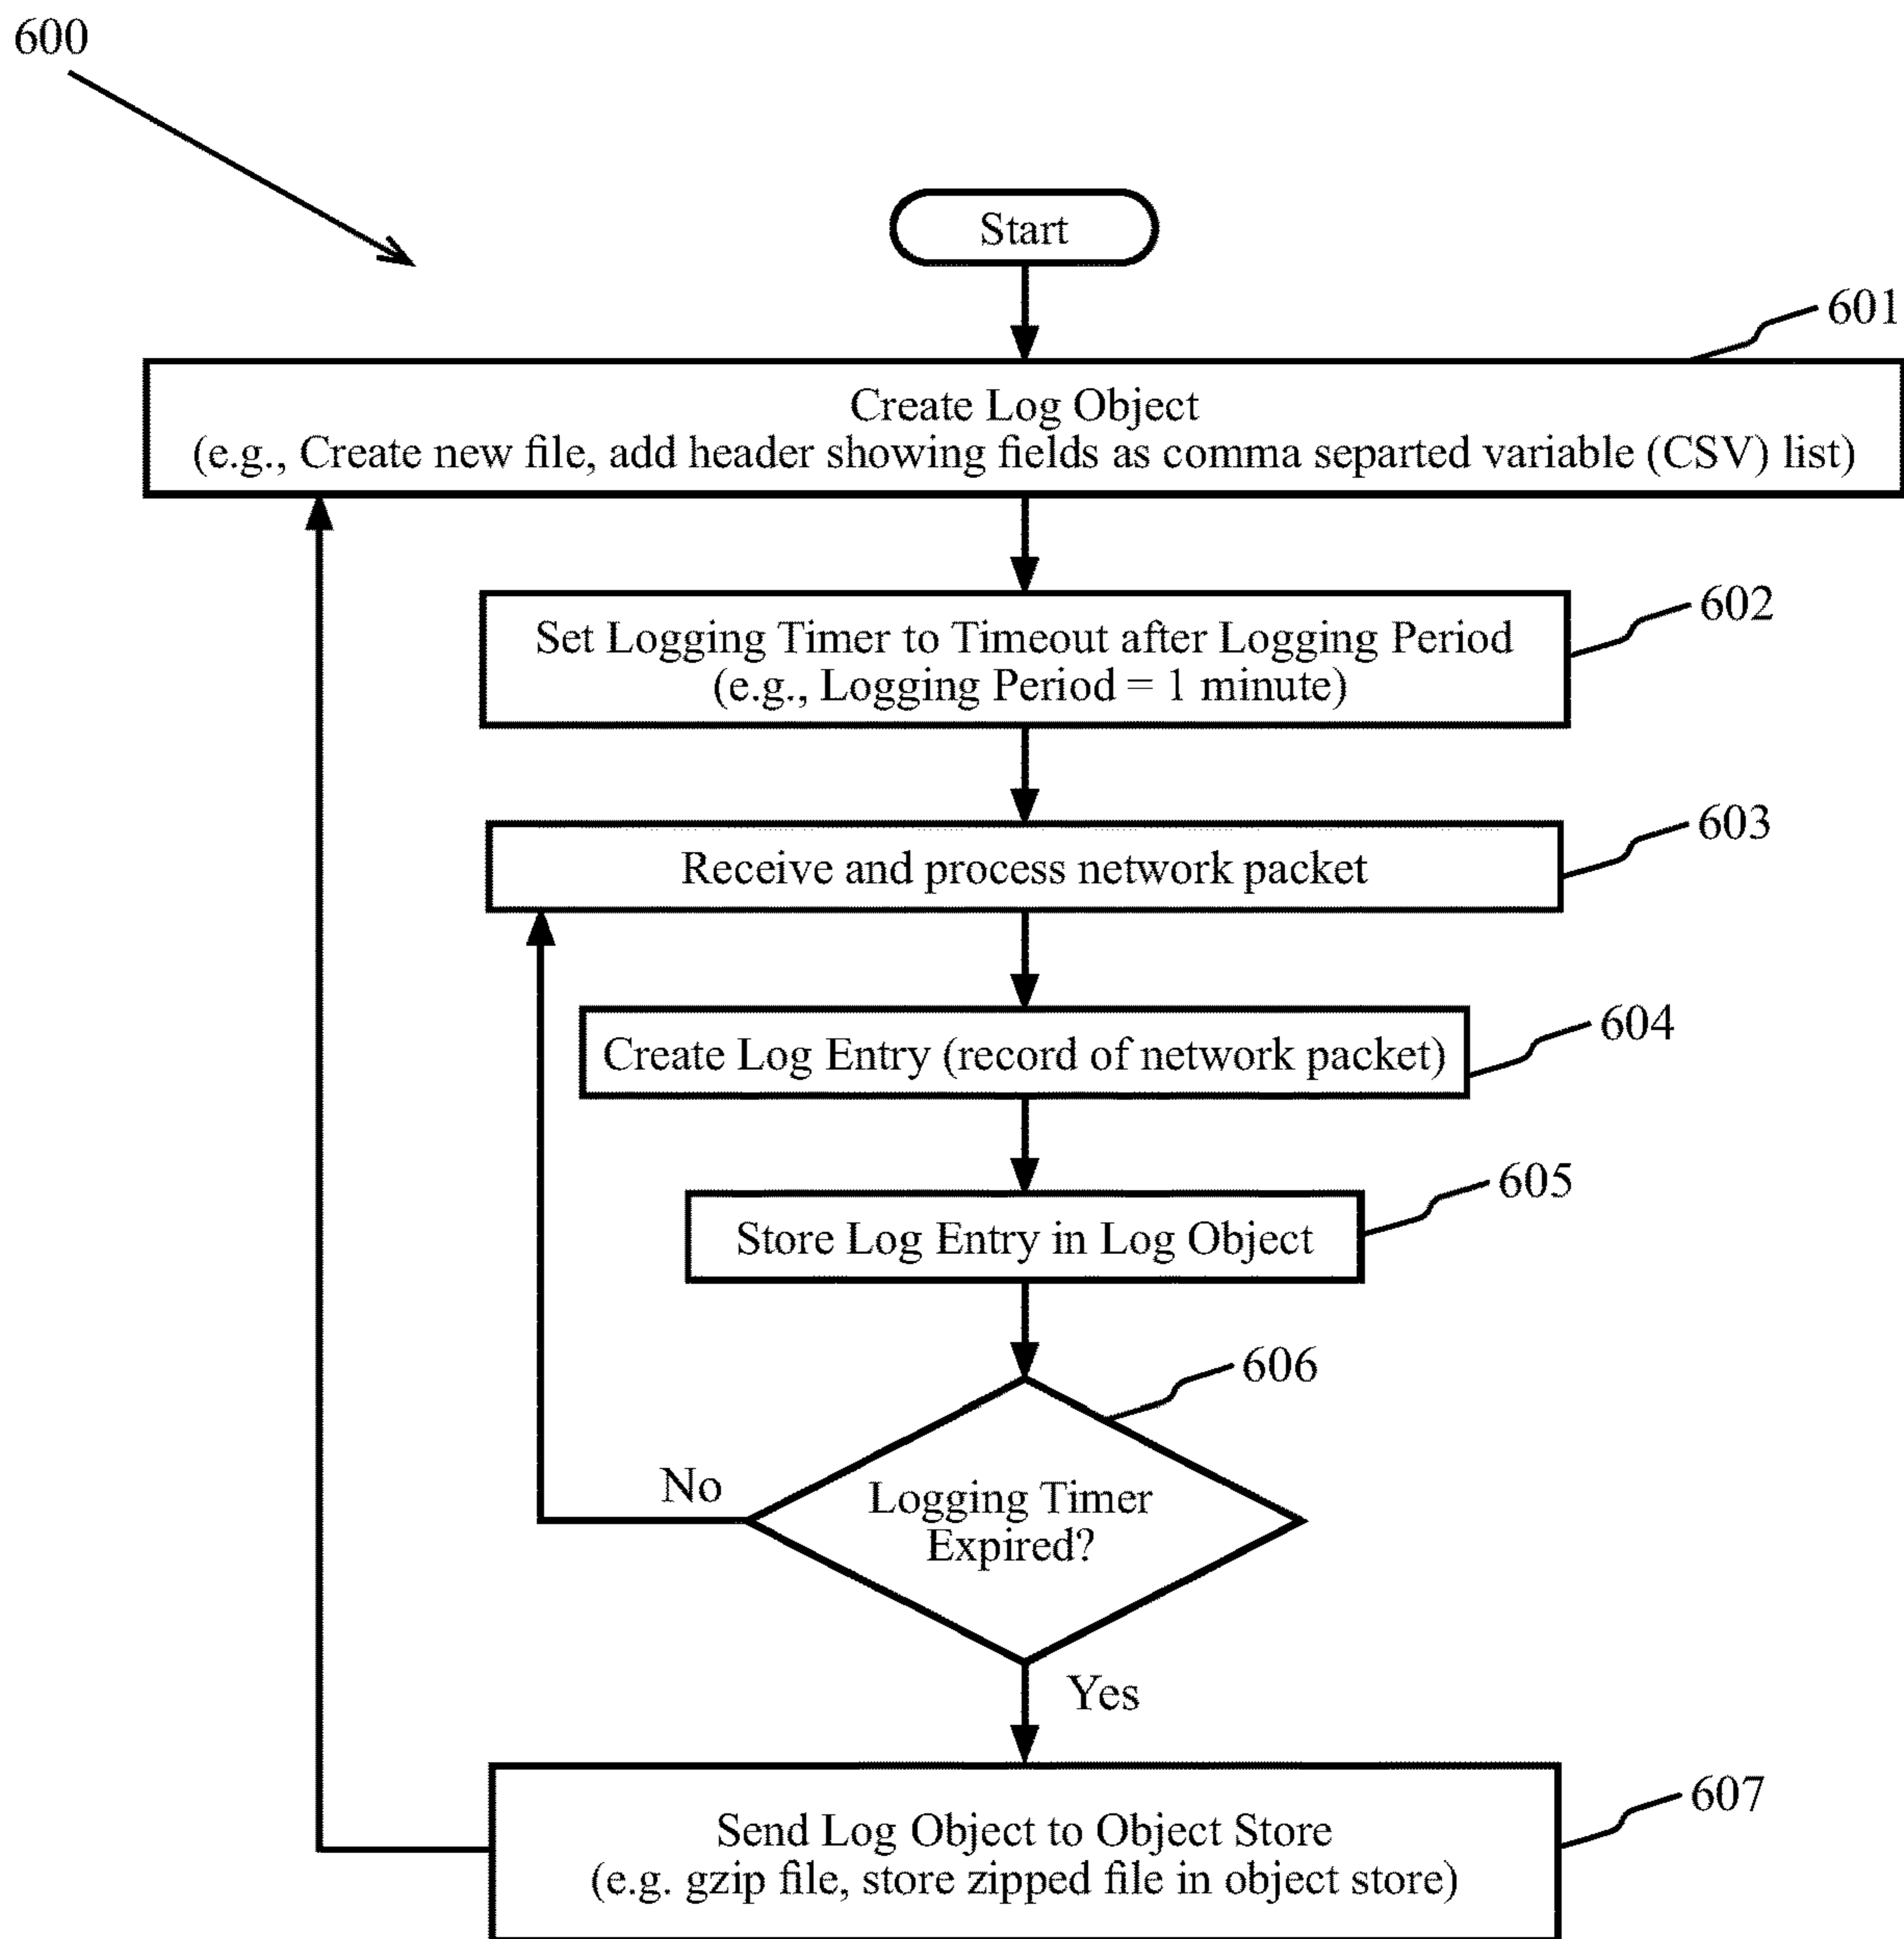 600
Start
601
Create Log Object
(e.g., Create new file, add header showing fields as comma separted variable (CSV) list)
602
Set Logging Timer to Timeout after Logging Period
(e.g., Logging Period = 1 minute)
603
Receive and process network packet
604
Create Log Entry (record of network packet)
605
Store Log Entry in Log Object
606
No
Logging Timer
Expired?
Yes
607
Send Log Object to Object Store
(e.g. gzip file, store zipped file in object store)